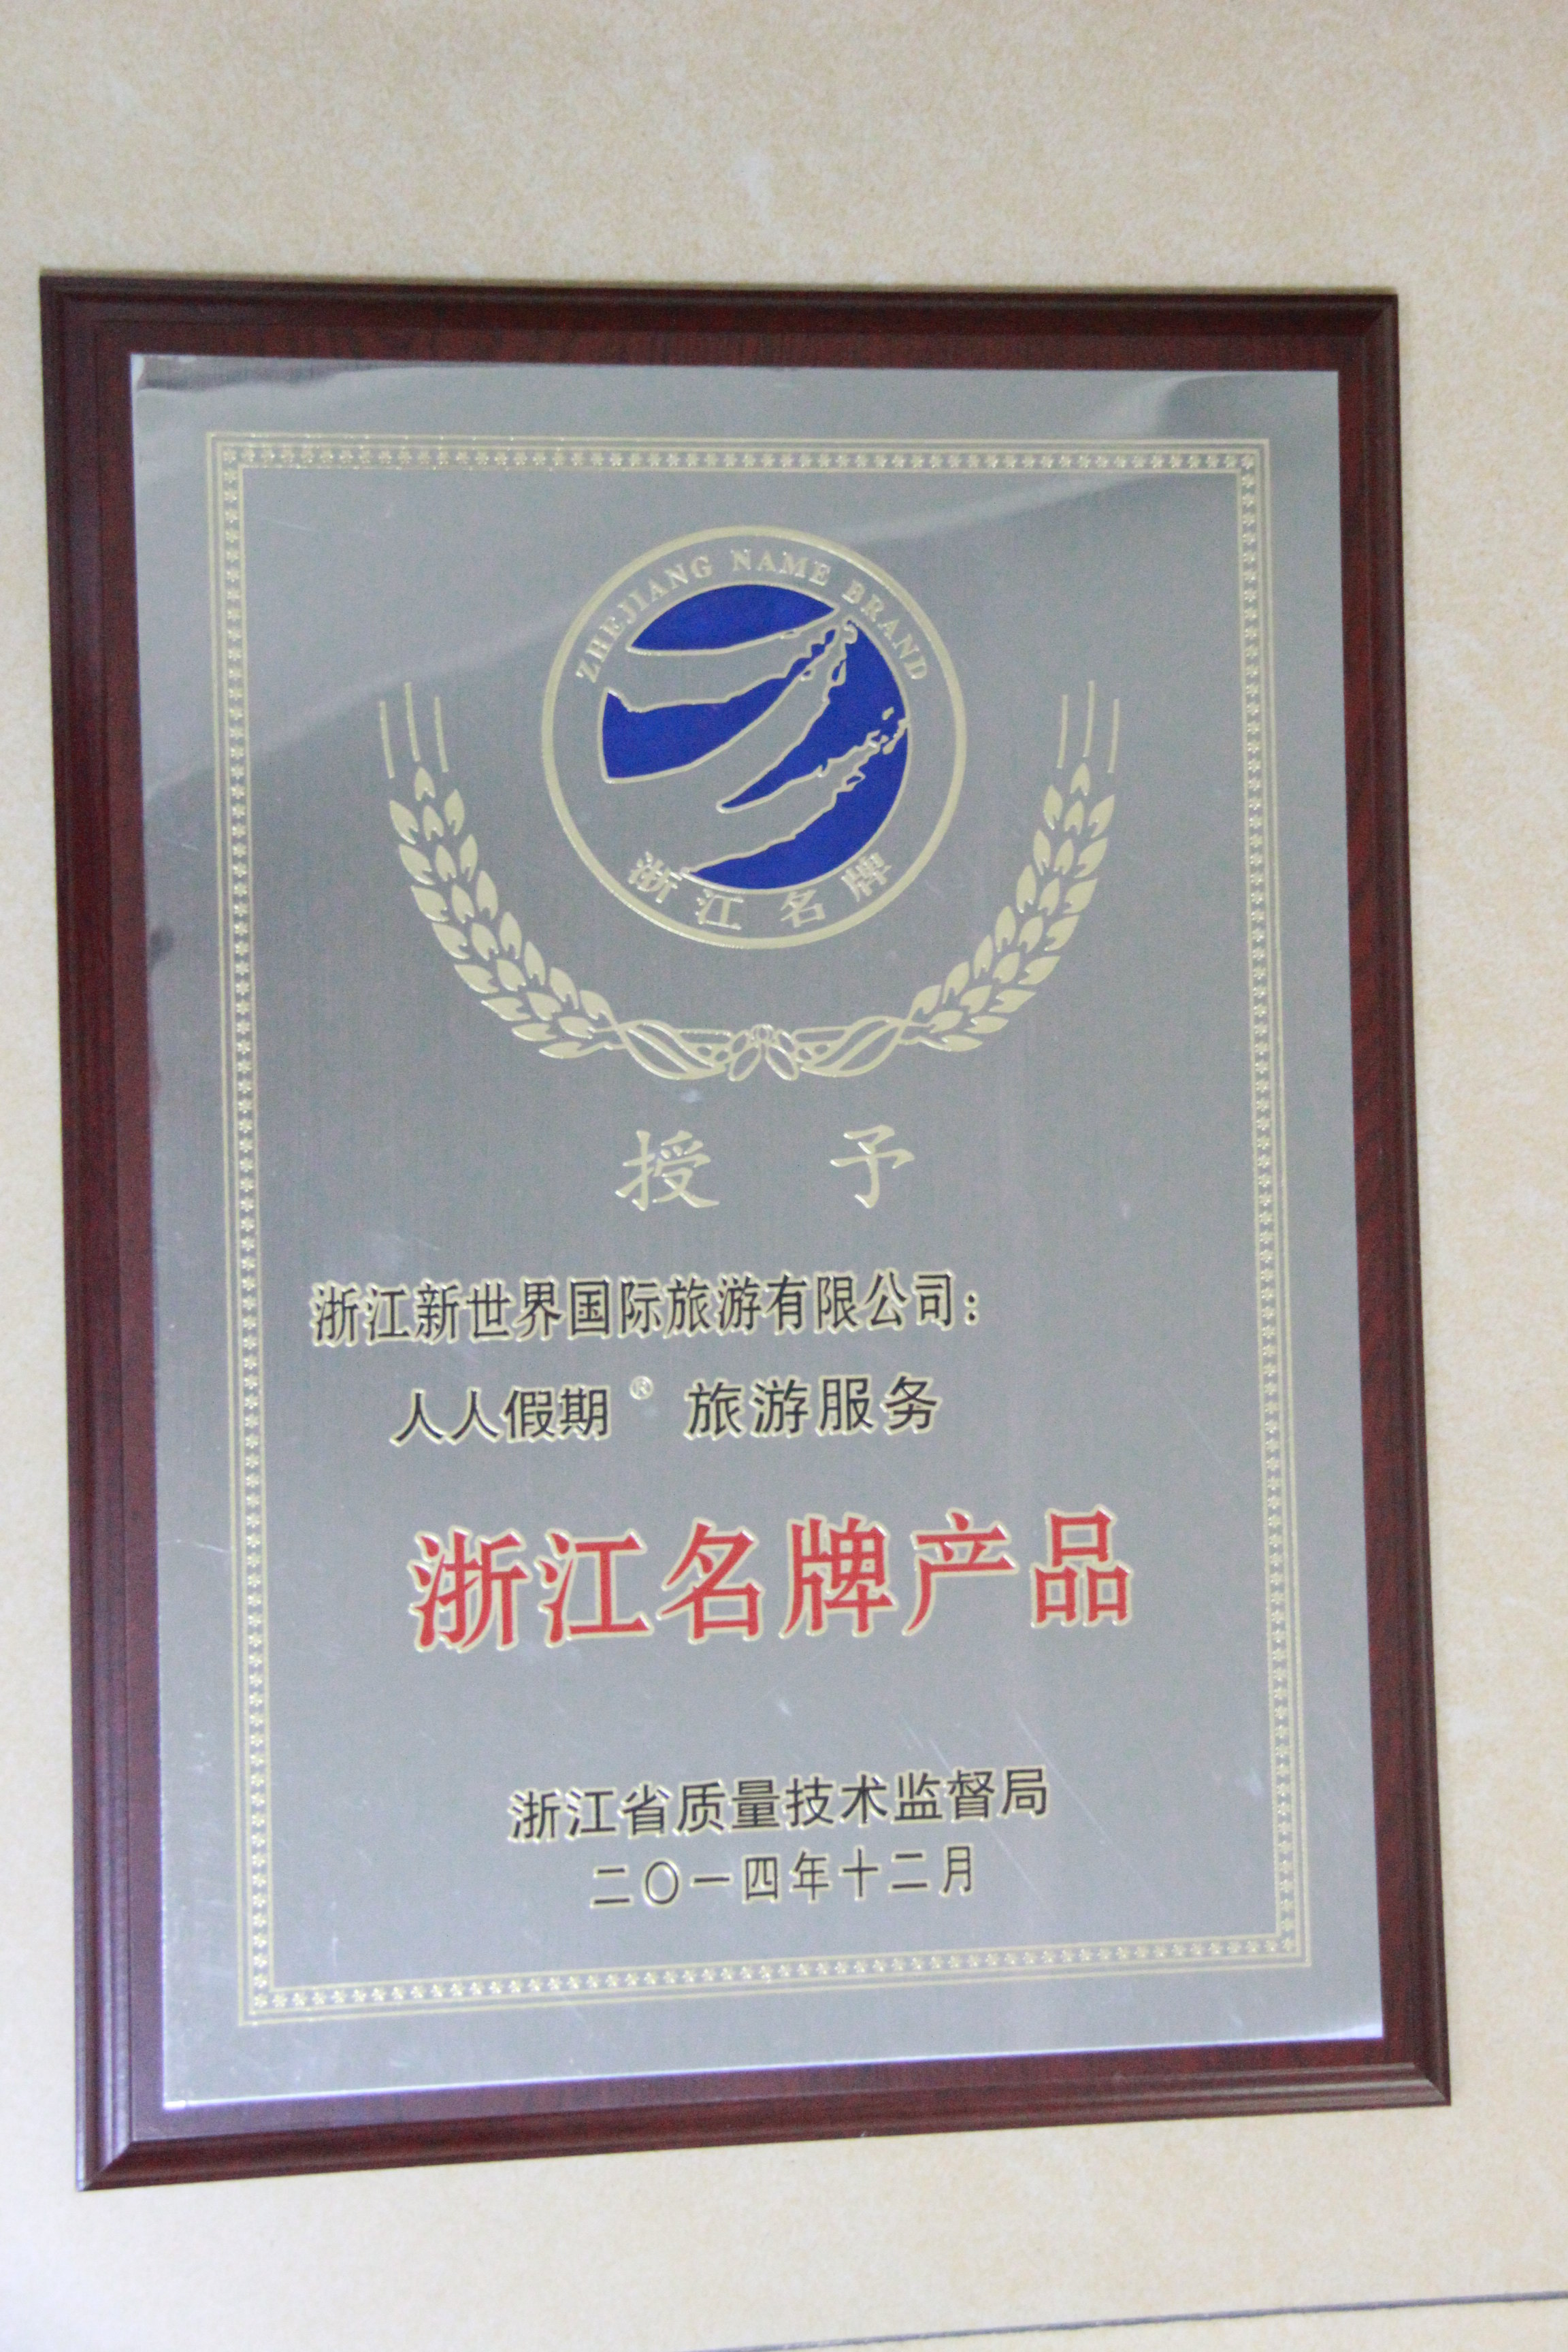 ZHEJIANG NAME BRAND
浙江名牌
授予
浙江新世界国际旅游有限公司：
人人假期® 旅游服务
浙江名牌产品
浙江省质量技术监督局
二〇一四年十二月